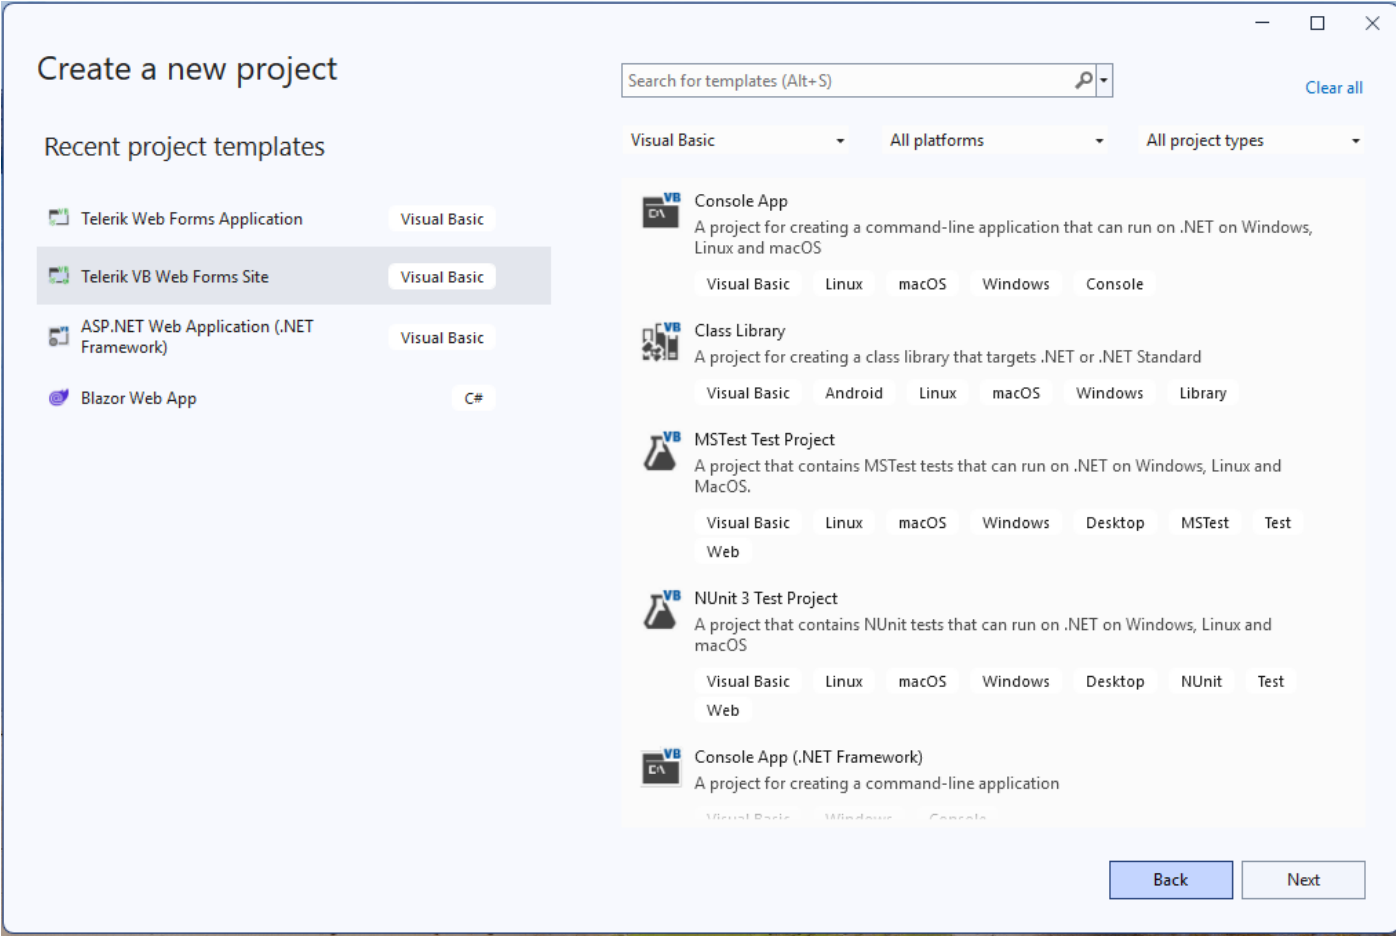 Create a new project
Search for templates (Alt+S)
Clear all
Recent project templates
Visual Basic
All platforms
All project types
Telerik Web Forms Application
Visual Basic
Telerik VB Web Forms Site
Visual Basic
ASP.NET Web Application (.NET
Framework)
Visual Basic
Blazor Web App
C#
Console App
A project for creating a command-line application that can run on .NET on Windows,
Linux and macOS
Visual Basic Linux macOS Windows Console
Class Library
A project for creating a class library that targets .NET or .NET Standard
Visual Basic Android Linux macOS Windows Library
MSTest Test Project
A project that contains MSTest tests that can run on .NET on Windows, Linux and
MacOS.
Visual Basic Linux macOS Windows Desktop MSTest Test
Web
NUnit 3 Test Project
A project that contains NUnit tests that can run on .NET on Windows, Linux and
macOS
Visual Basic Linux macOS Windows Desktop NUnit Test
Web
Console App (.NET Framework)
A project for creating a command-line application
Visual Basic Windows Console
Back
Next